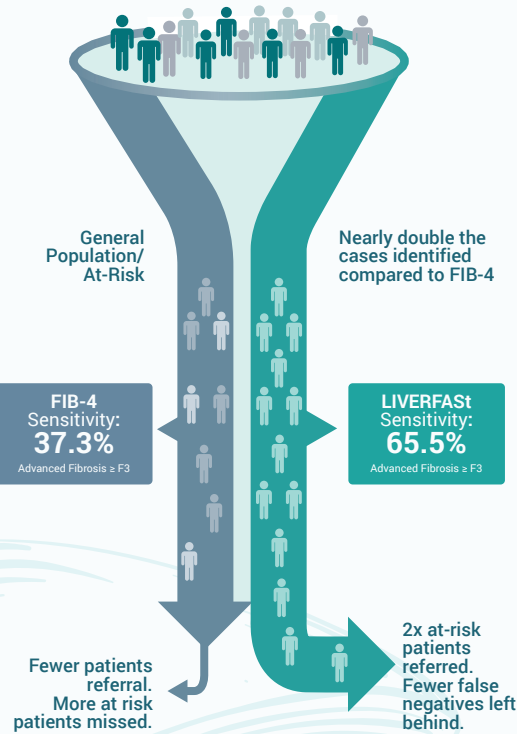 General
Population/
At-Risk
Nearly double the
cases identified
compared to FIB-4
FIB-4
Sensitivity:
37.3%
Advanced Fibrosis ≥ F3
LIVERFASt
Sensitivity:
65.5%
Advanced Fibrosis ≥ F3
Fewer patients
referral.
More at risk
patients missed.
2x at-risk
patients
referred.
Fewer false
negatives left
behind.